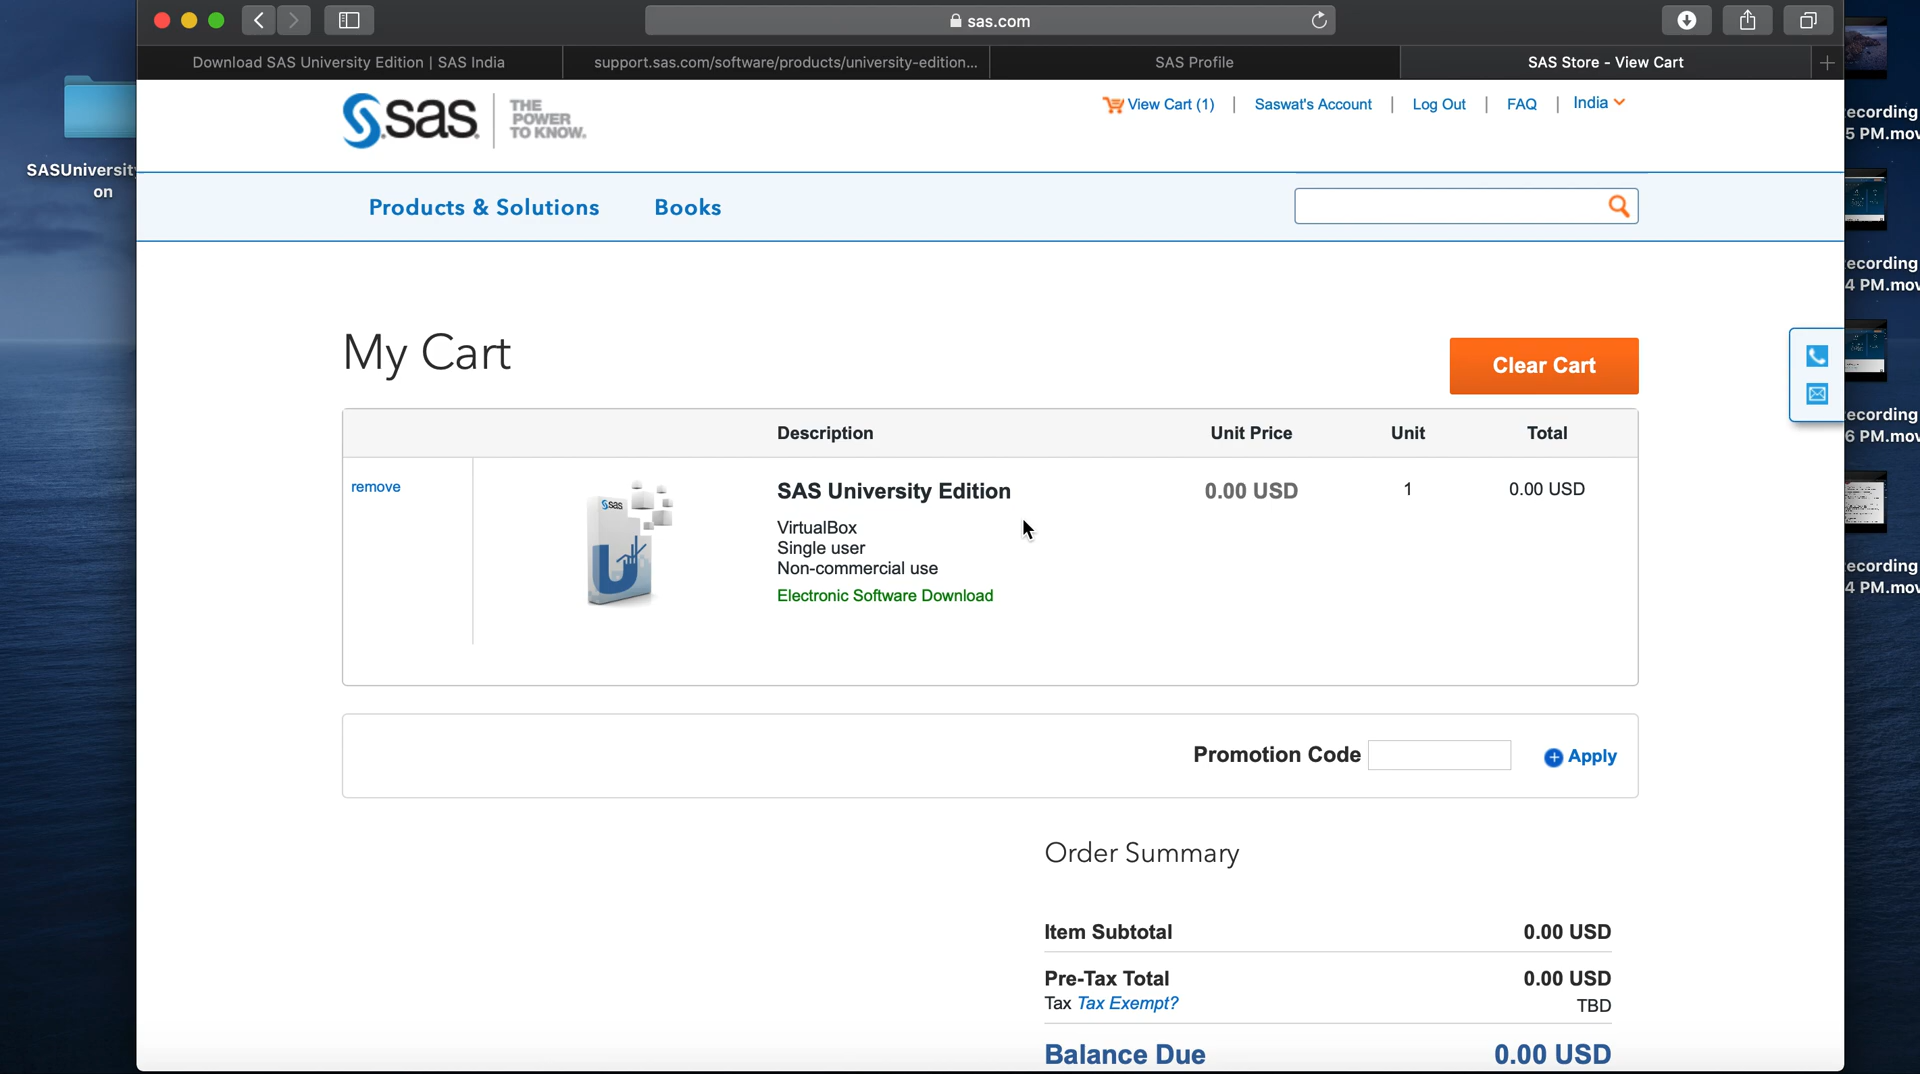 sas.com
Download SAS University Edition | SAS India
support.sas.com/software/products/university-edition...
SAS Profile
SAS Store - View Cart
SASUniversit
on
sas
THE
POWER
TO KNOW.
View Cart (1) | Saswat's Account | Log Out | FAQ | India
Products & Solutions
Books
My Cart
Clear Cart
Description Unit Price Unit Total
remove
sas
U
SAS University Edition 0.00 USD 1 0.00 USD
VirtualBox
Single user
Non-commercial use
Electronic Software Download
Promotion Code
Apply
Order Summary
Item Subtotal 0.00 USD
Pre-Tax Total 0.00 USD
Tax Tax Exempt? TBD
Balance Due 0.00 USD
ecording
5 PM.mov
ecording
4 PM.mov
ecording
6 PM.mov
ecording
4 PM.mov